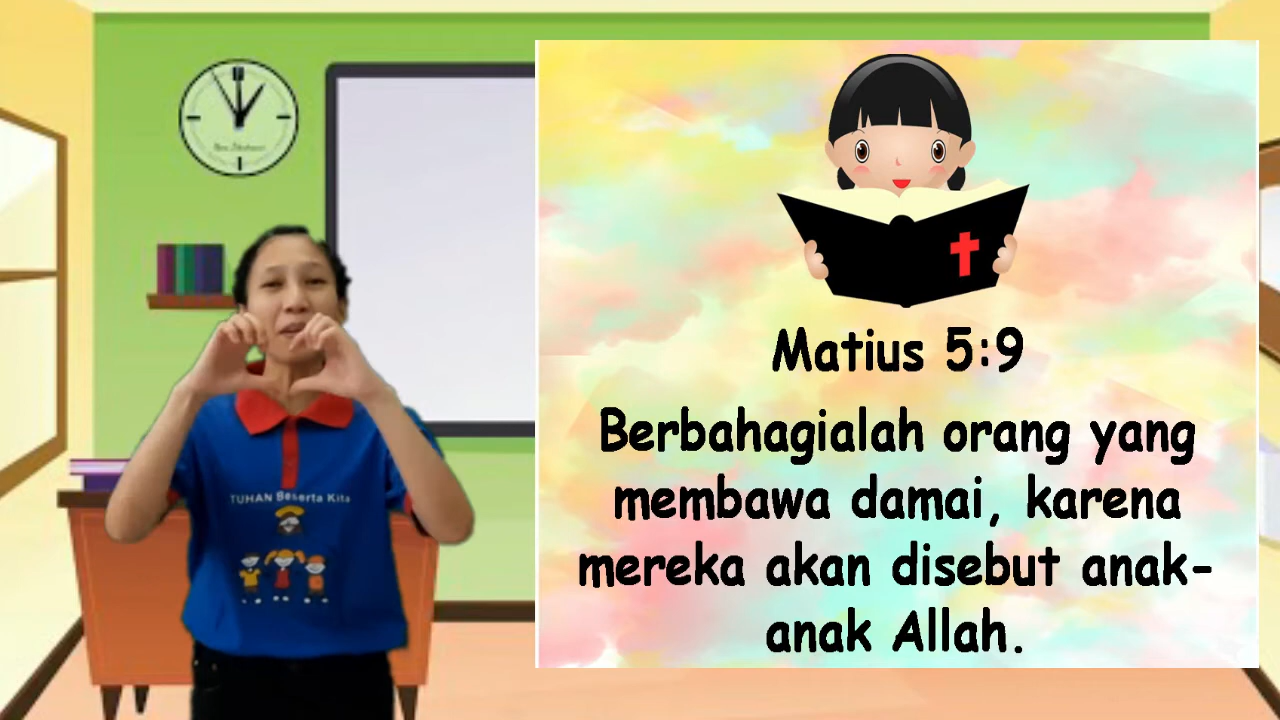 TUHAN Beserta Kita
Matius 5:9
Berbahagialah orang yang
membawa damai, karena
mereka akan disebut anak-
anak Allah.